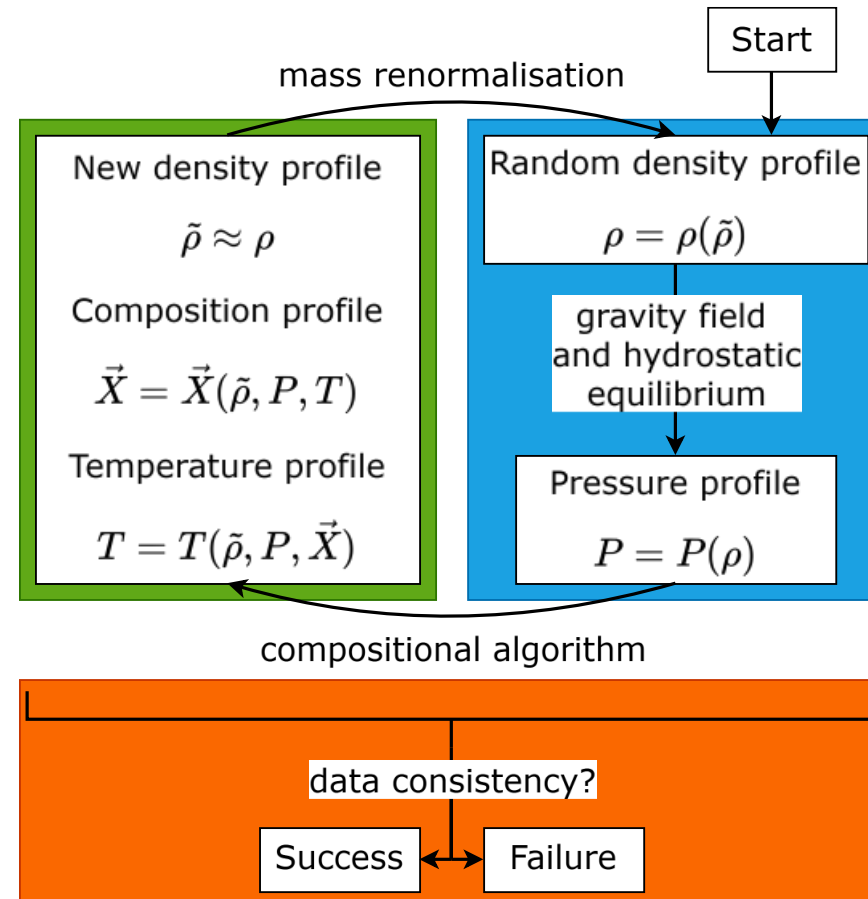 Start
mass renormalisation
New density profile
ρ̃ ≈ ρ
Composition profile
X⃗ = X⃗(ρ̃, P, T)
Temperature profile
T = T(ρ̃, P, X⃗)
Random density profile
ρ = ρ(ρ̃)
gravity field
and hydrostatic
equilibrium
Pressure profile
P = P(ρ)
compositional algorithm
data consistency?
Success
Failure